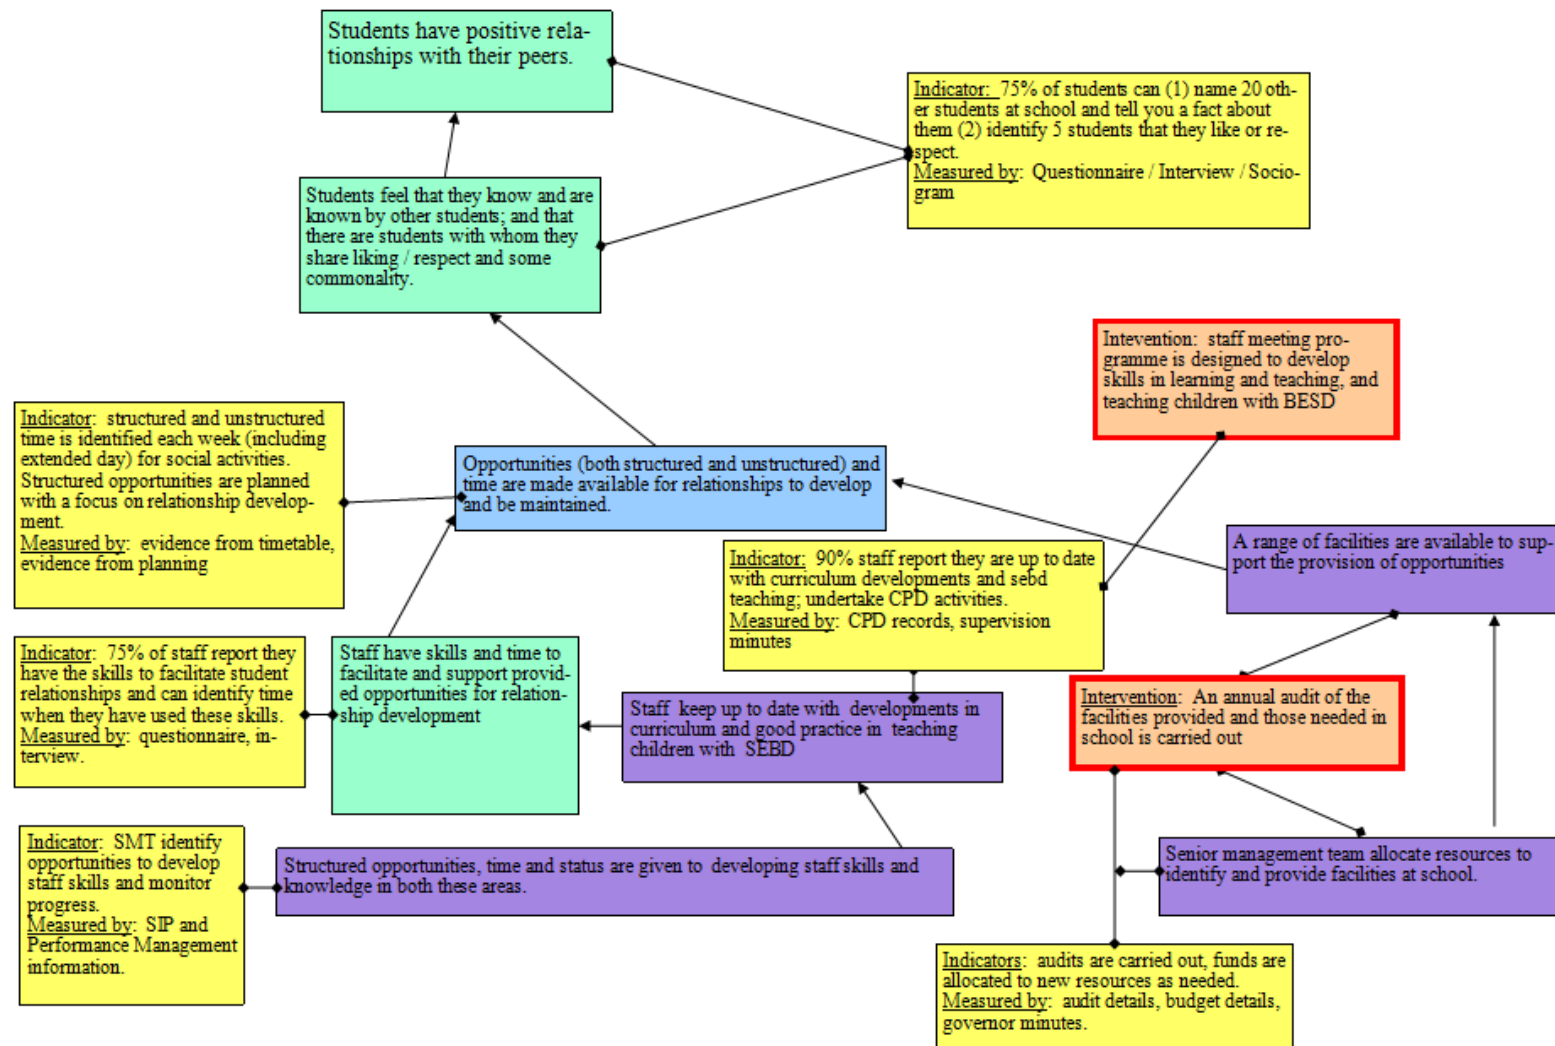 Students have positive rela-
tionships with their peers.
Indicator:  75% of students can (1) name 20 oth-
er students at school and tell you a fact about
them (2) identify 5 students that they like or re-
spect.
Measured by:  Questionnaire / Interview / Socio-
gram
Students feel that they know and are
known by other students; and that
there are students with whom they
share liking / respect and some
commonality.
Intevention:  staff meeting pro-
gramme is designed to develop
skills in learning and teaching, and
teaching children with BESD
Indicator:  structured and unstructured
time is identified each week (including
extended day) for social activities.
Structured opportunities are planned
with a focus on relationship develop-
ment.
Measured by:  evidence from timetable,
evidence from planning
Opportunities (both structured and unstructured) and
time are made available for relationships to develop
and be maintained.
A range of facilities are available to sup-
port the provision of opportunities
Indicator:  90% staff report they are up to date
with curriculum developments and sebd
teaching; undertake CPD activities.
Measured by:  CPD records, supervision
minutes
Indicator:  75% of staff report they
have the skills to facilitate student
relationships and can identify time
when they have used these skills.
Measured by:  questionnaire, in-
terview.
Staff have skills and time to
facilitate and support provid-
ed opportunities for relation-
ship development
Staff  keep up to date with  developments in
curriculum and good practice in  teaching
children with  SEBD
Intervention:  An annual audit of the
facilities provided and those needed in
school is carried out
Indicator:  SMT identify
opportunities to develop
staff skills and monitor
progress.
Measured by:  SIP and
Performance Management
information.
Structured opportunities, time and status are given to  developing staff skills and
knowledge in both these areas.
Senior management team allocate resources to
identify and provide facilities at school.
Indicators:  audits are carried out, funds are
allocated to new resources as needed.
Measured by:  audit details, budget details,
governor minutes.